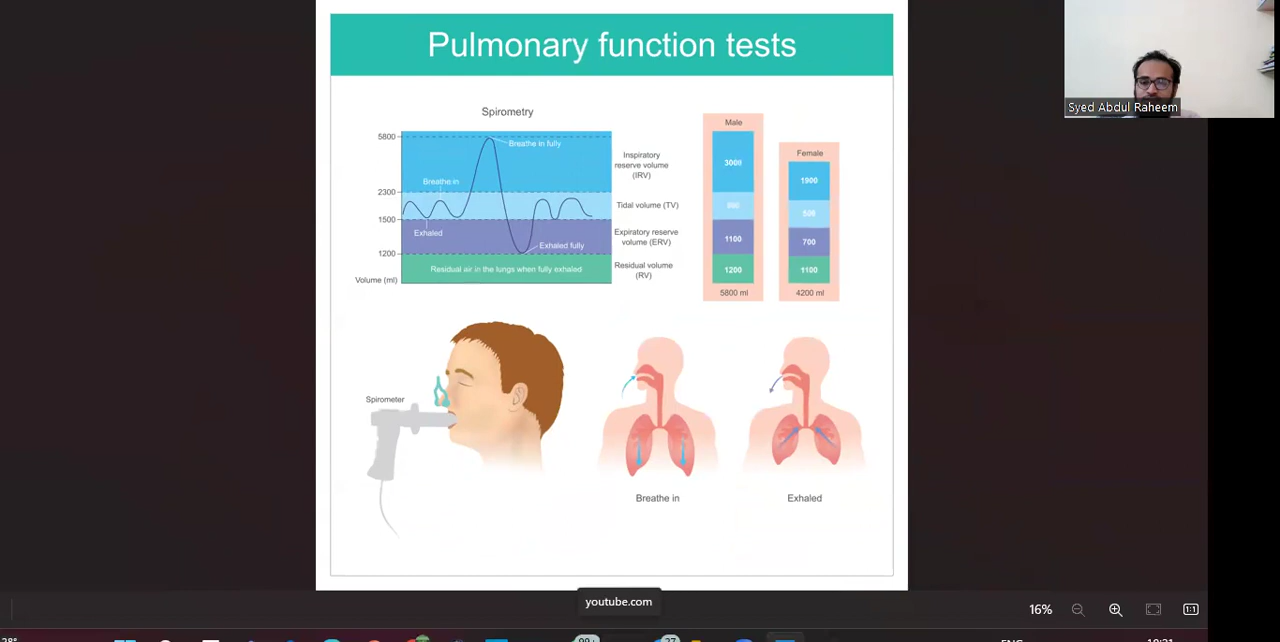 Pulmonary function tests
Syed Abdul Raheem
Spirometry
5800
2300
1500
1200
Volume (ml)
Breathe in fully
Breathe in
Exhaled
Exhaled fully
Residual air in the lungs when fully exhaled
Inspiratory
reserve volume
(IRV)
Tidal volume (TV)
Expiratory reserve
volume (ERV)
Residual volume
(RV)
Male
3000
1100
1200
5800 ml
Female
1900
700
1100
4200 ml
Spirometer
Breathe in
Exhaled
youtube.com
16%
1:1